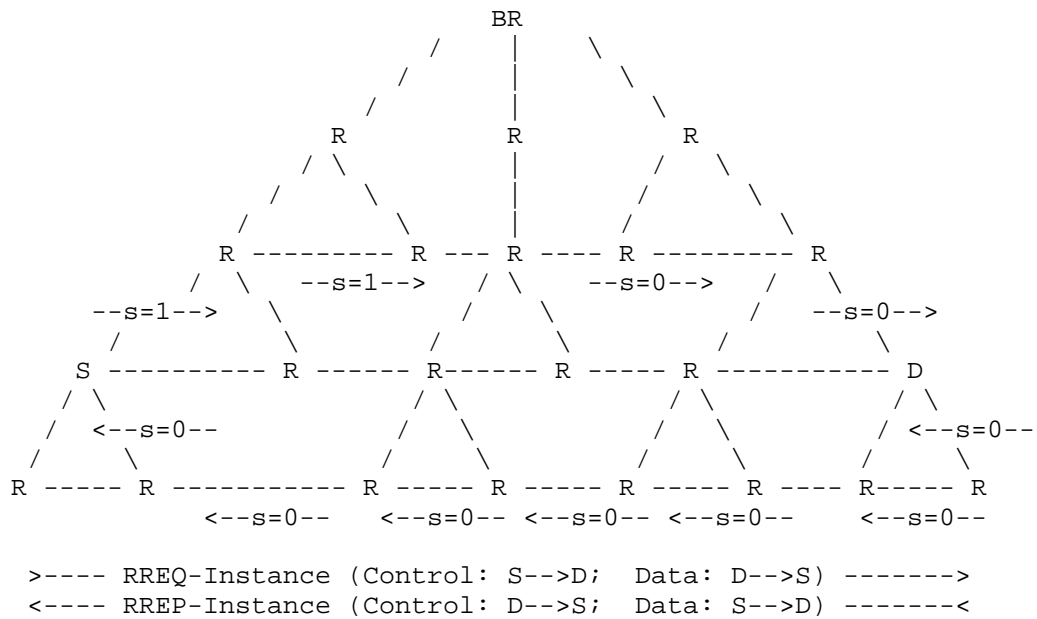 BR
R R R
R ---------- R --- R ---- R --------- R
--s=1--> --s=0-->
--s=1--> --s=0-->
S ---------- R ------ R------ R ----- R ----------- D
<--s=0-- <--s=0--
R ----- R ----------- R ----- R ----- R ----- R ---- R----- R
<--s=0-- <--s=0-- <--s=0-- <--s=0-- <--s=0--
>---- RREQ-Instance (Control: S-->D; Data: D-->S) ------->
<---- RREP-Instance (Control: D-->S; Data: S-->D) -------<